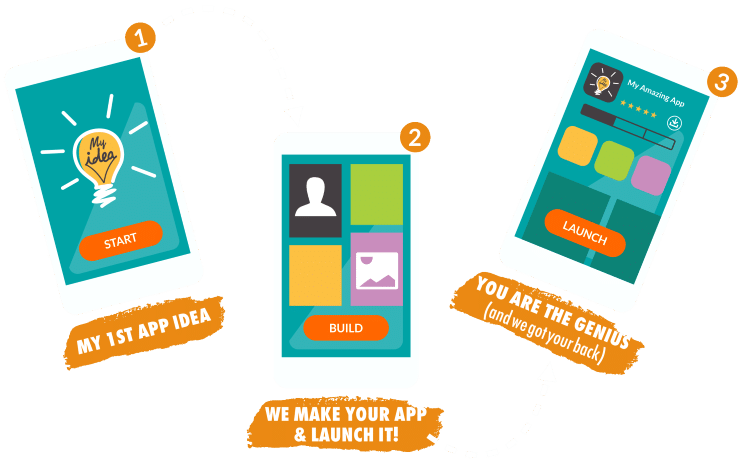 1
My
idea
START
MY 1ST APP IDEA
2
BUILD
WE MAKE YOUR APP
& LAUNCH IT!
3
My Amazing App
LAUNCH
YOU ARE THE GENIUS
(and we got your back)